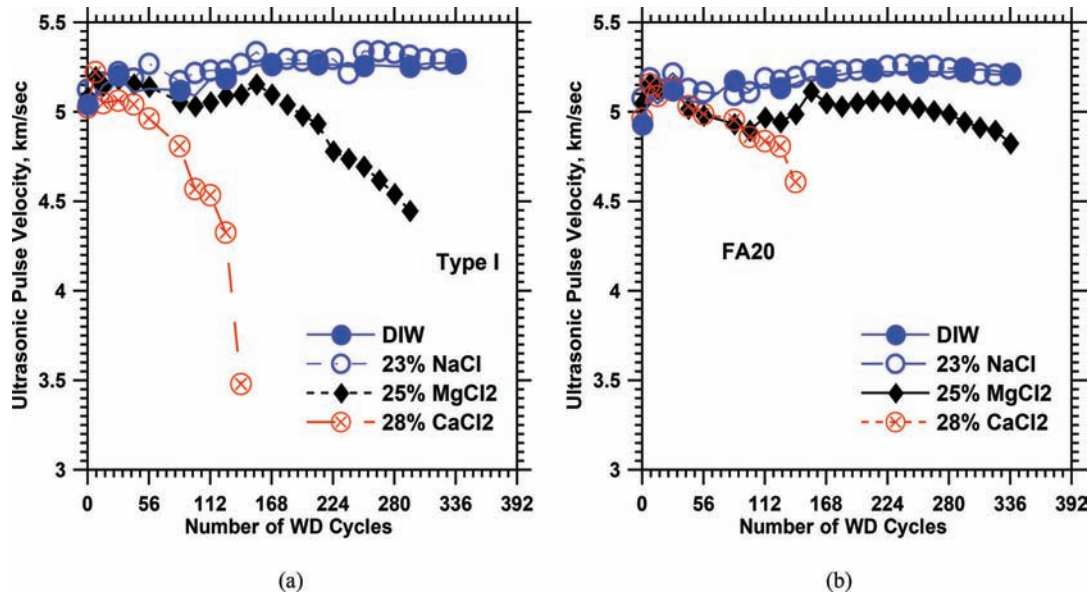 5.5
5
4.5
4
3.5
3
Ultrasonic Pulse Velocity, km/sec
Type I
DIW
23% NaCl
25% MgCl2
28% CaCl2
0 56 112 168 224 280 336 392
Number of WD Cycles
(a)
5.5
5
4.5
4
3.5
3
Ultrasonic Pulse Velocity, km/sec
FA20
DIW
23% NaCl
25% MgCl2
28% CaCl2
0 56 112 168 224 280 336 392
Number of WD Cycles
(b)